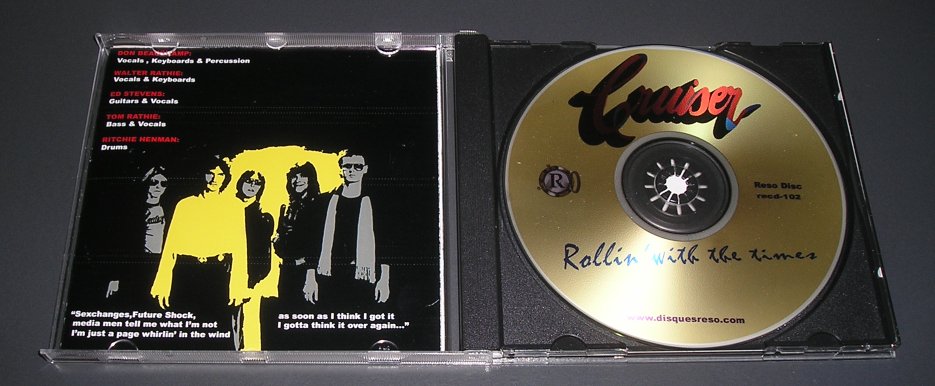 DON BEAUCHAMP:
Vocals , Keyboards & Percussion
WALTER RATHIE:
Vocals & Keyboards
ED STEVENS:
Guitars & Vocals
TOM RATHIE:
Bass & Vocals
RITCHIE HENMAN:
Drums
"Sexchanges,Future Shock,
media men tell me what I'm not
I'm just a page whirlin' in the wind
as soon as I think I got it
I gotta think it over again..."
Cruiser
R
Reso Disc
recd-102
Rollin' with the times
www.disquesreso.com